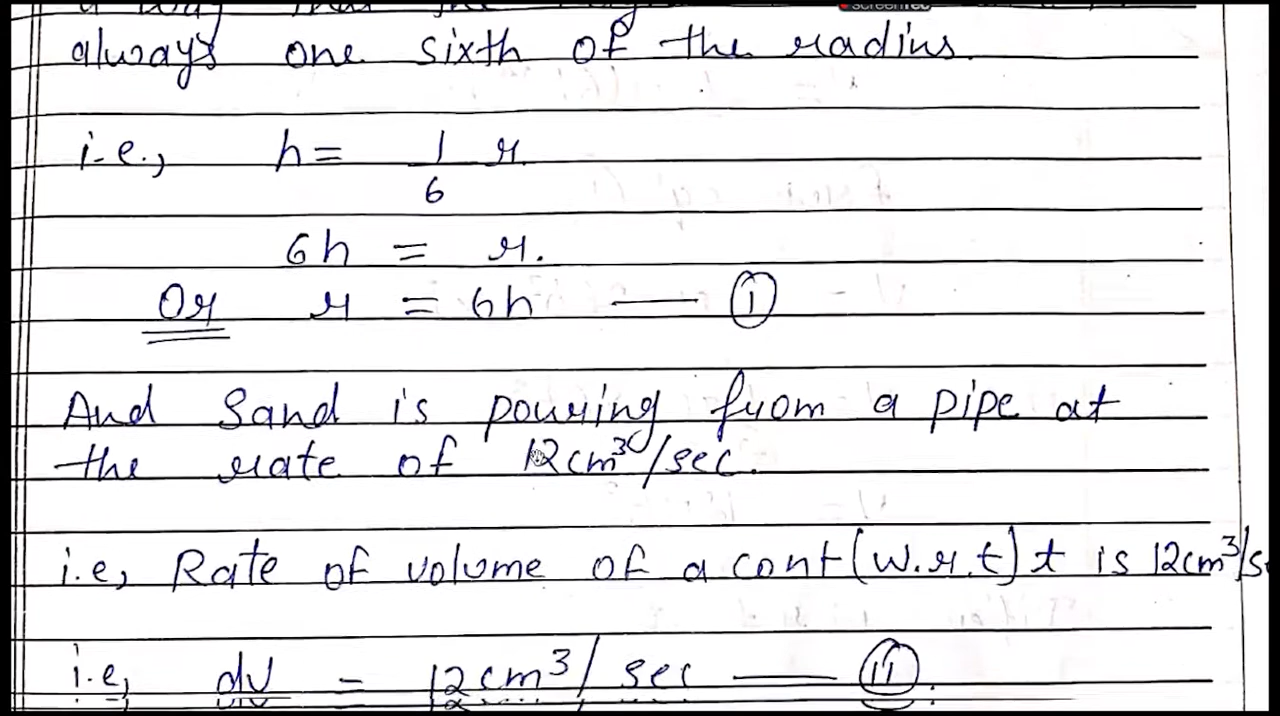 always one sixth of the radius.
i.e., h = 1/6 r.
6h = r.
Or r = 6h — (i)
And Sand is pouring from a pipe at
the rate of 12cm³/sec.
i.e, Rate of volume of a cont (w.r.t) t is 12cm³/s
i.e, dV = 12cm³/sec — (ii).